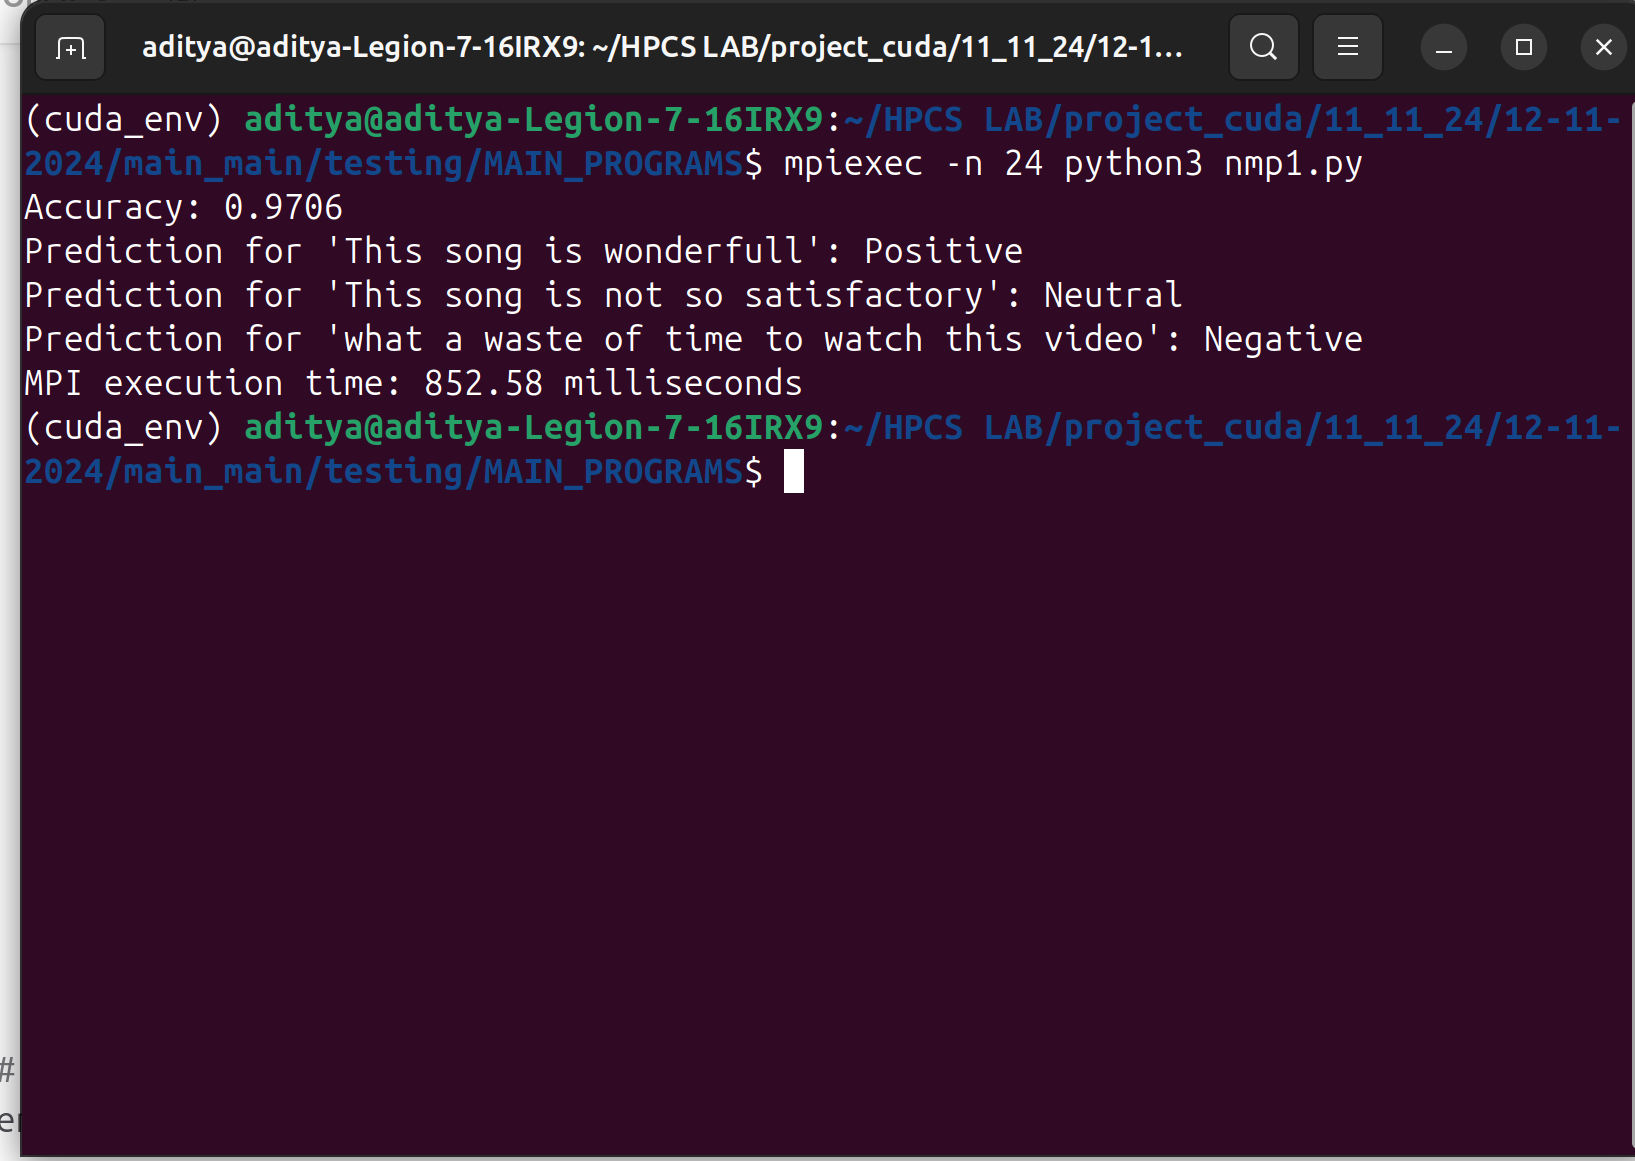 aditya@aditya-Legion-7-16IRX9: ~/HPCS LAB/project_cuda/11_11_24/12-1...
(cuda_env) aditya@aditya-Legion-7-16IRX9:~/HPCS LAB/project_cuda/11_11_24/12-11-
2024/main_main/testing/MAIN_PROGRAMS$ mpiexec -n 24 python3 nmp1.py
Accuracy: 0.9706
Prediction for 'This song is wonderfull': Positive
Prediction for 'This song is not so satisfactory': Neutral
Prediction for 'what a waste of time to watch this video': Negative
MPI execution time: 852.58 milliseconds
(cuda_env) aditya@aditya-Legion-7-16IRX9:~/HPCS LAB/project_cuda/11_11_24/12-11-
2024/main_main/testing/MAIN_PROGRAMS$
#